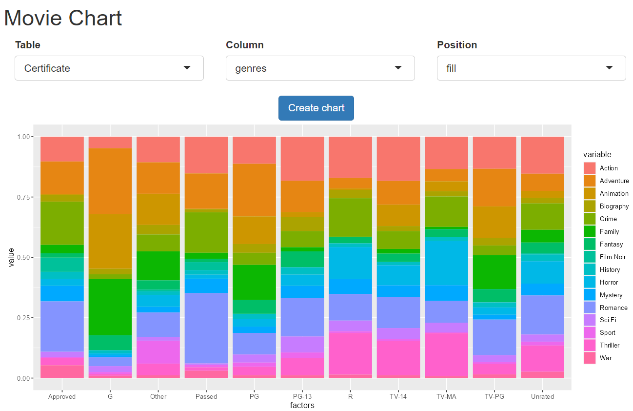 Movie Chart
Table Column Position
Certificate genres fill
Create chart
1.00
0.75
0.50
0.25
0.00
value
Approved G Other Passed PG PG-13 R TV-14 TV-MA TV-PG Unrated
factors
variable
Action
Adventure
Animation
Biography
Crime
Family
Fantasy
Film.Noir
History
Horror
Mystery
Romance
Sci.Fi
Sport
Thriller
War